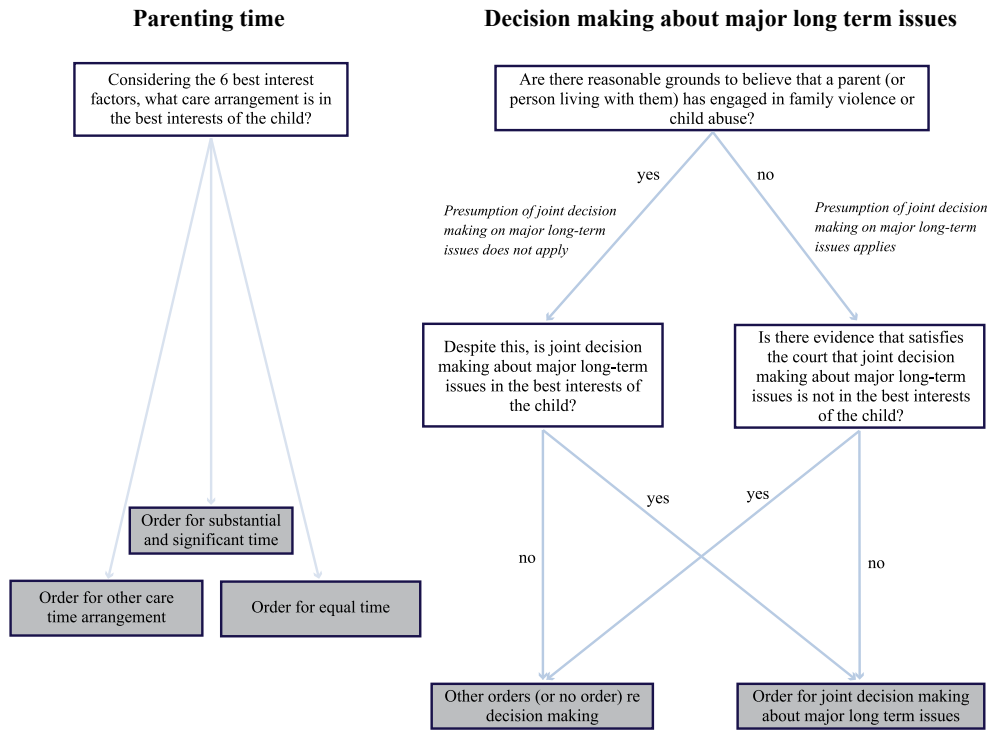 Parenting time
Considering the 6 best interest
factors, what care arrangement is in
the best interests of the child?
Order for substantial
and significant time
Order for other care
time arrangement
Order for equal time
Decision making about major long term issues
Are there reasonable grounds to believe that a parent (or
person living with them) has engaged in family violence or
child abuse?
yes
no
Presumption of joint decision
making on major long-term
issues does not apply
Presumption of joint decision
making on major long-term
issues applies
Despite this, is joint decision
making about major long-term
issues in the best interests of
the child?
Is there evidence that satisfies
the court that joint decision
making about major long-term
issues is not in the best interests
of the child?
yes
yes
no
no
Other orders (or no order) re
decision making
Order for joint decision making
about major long term issues